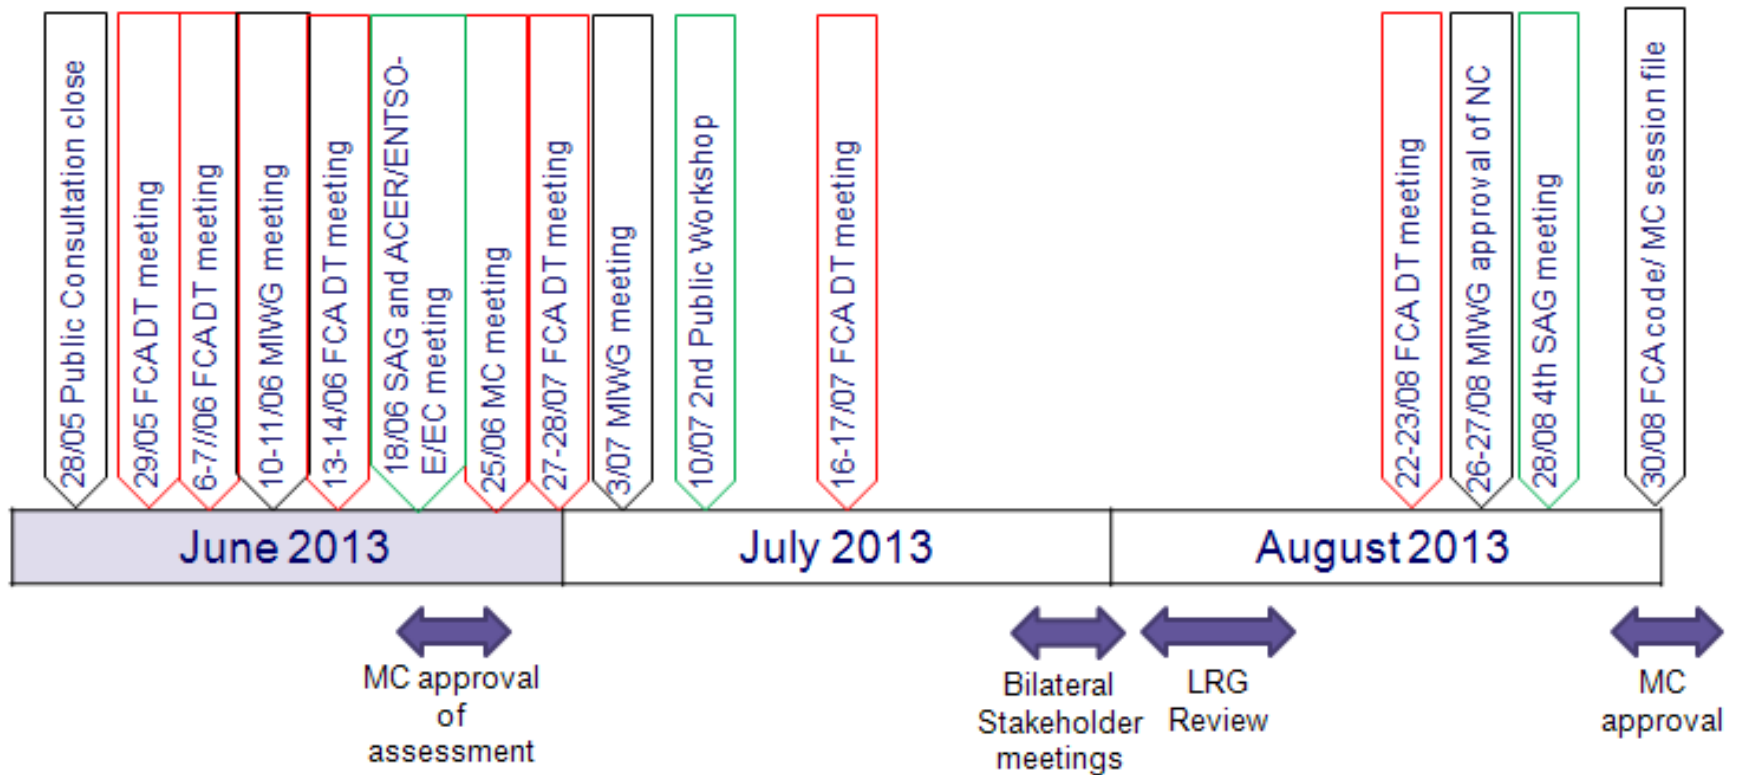 28/05 Public Consultation close
29/05 FCADT meeting
6-7//06 FCADT meeting
10-11/06 MIWG meeting
13-14/06 FCA DT meeting
18/06 SAG and ACER/ENTSO-
E/EC meeting
25/06 MC meeting
27-28/07 FCA DT meeting
3/07 MIWG meeting
10/07 2nd Public Workshop
16-17/07 FCA DT meeting
22-23/08 FCA DT meeting
26-27/08 MIWG approval of NC
28/08 4th SAG meeting
30/08 FCA code/ MC session file
June 2013
July 2013
August 2013
MC approval
of
assessment
Bilateral
Stakeholder
meetings
LRG
Review
MC
approval